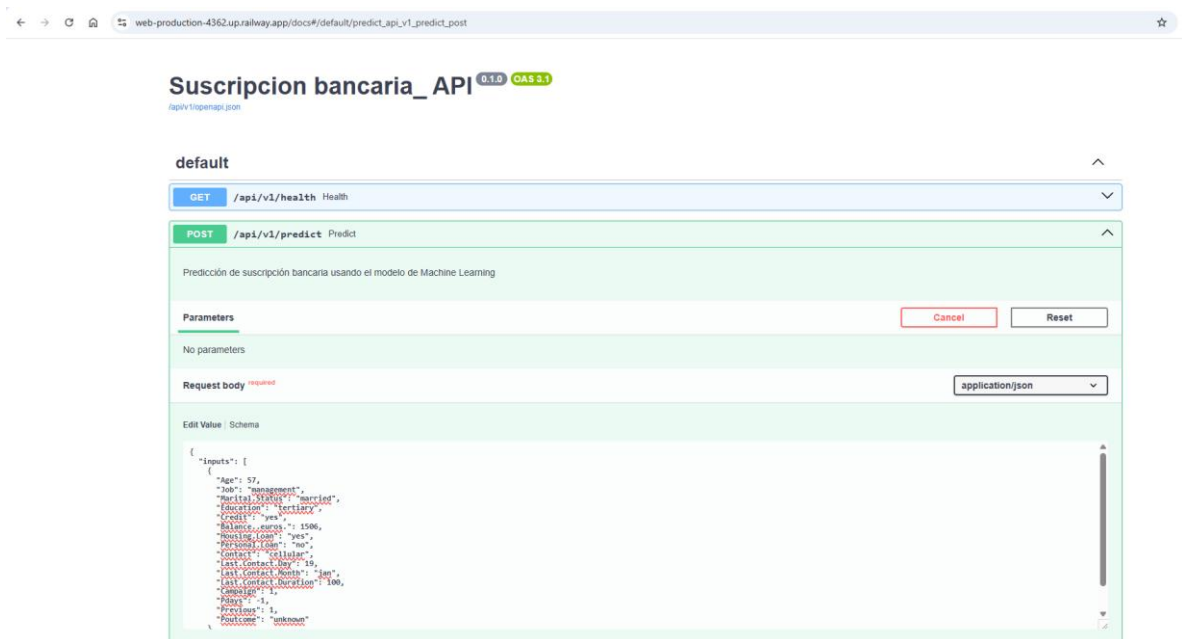 web-production-4362.up.railway.app/docs#/default/predict_api_v1_predict_post
Suscripcion bancaria_ API 0.1.0 OAS 3.1
/api/v1/openapi.json
default
GET /api/v1/health Health
POST /api/v1/predict Predict
Predicción de suscripción bancaria usando el modelo de Machine Learning
Parameters Cancel Reset
No parameters
Request body required application/json
Edit Value | Schema
{
"inputs": [
{
"Age": 57,
"Job": "management",
"Marital.Status": "married",
"Education": "tertiary",
"Credit": "yes",
"Balance..euros.": 1506,
"Housing.Loan": "yes",
"Personal.Loan": "no",
"Contact": "cellular",
"Last.Contact.Day": 19,
"Last.Contact.Month": "jan",
"Last.Contact.Duration": 100,
"Campaign": 1,
"Pdays": -1,
"Previous": 1,
"Poutcome": "unknown"
}